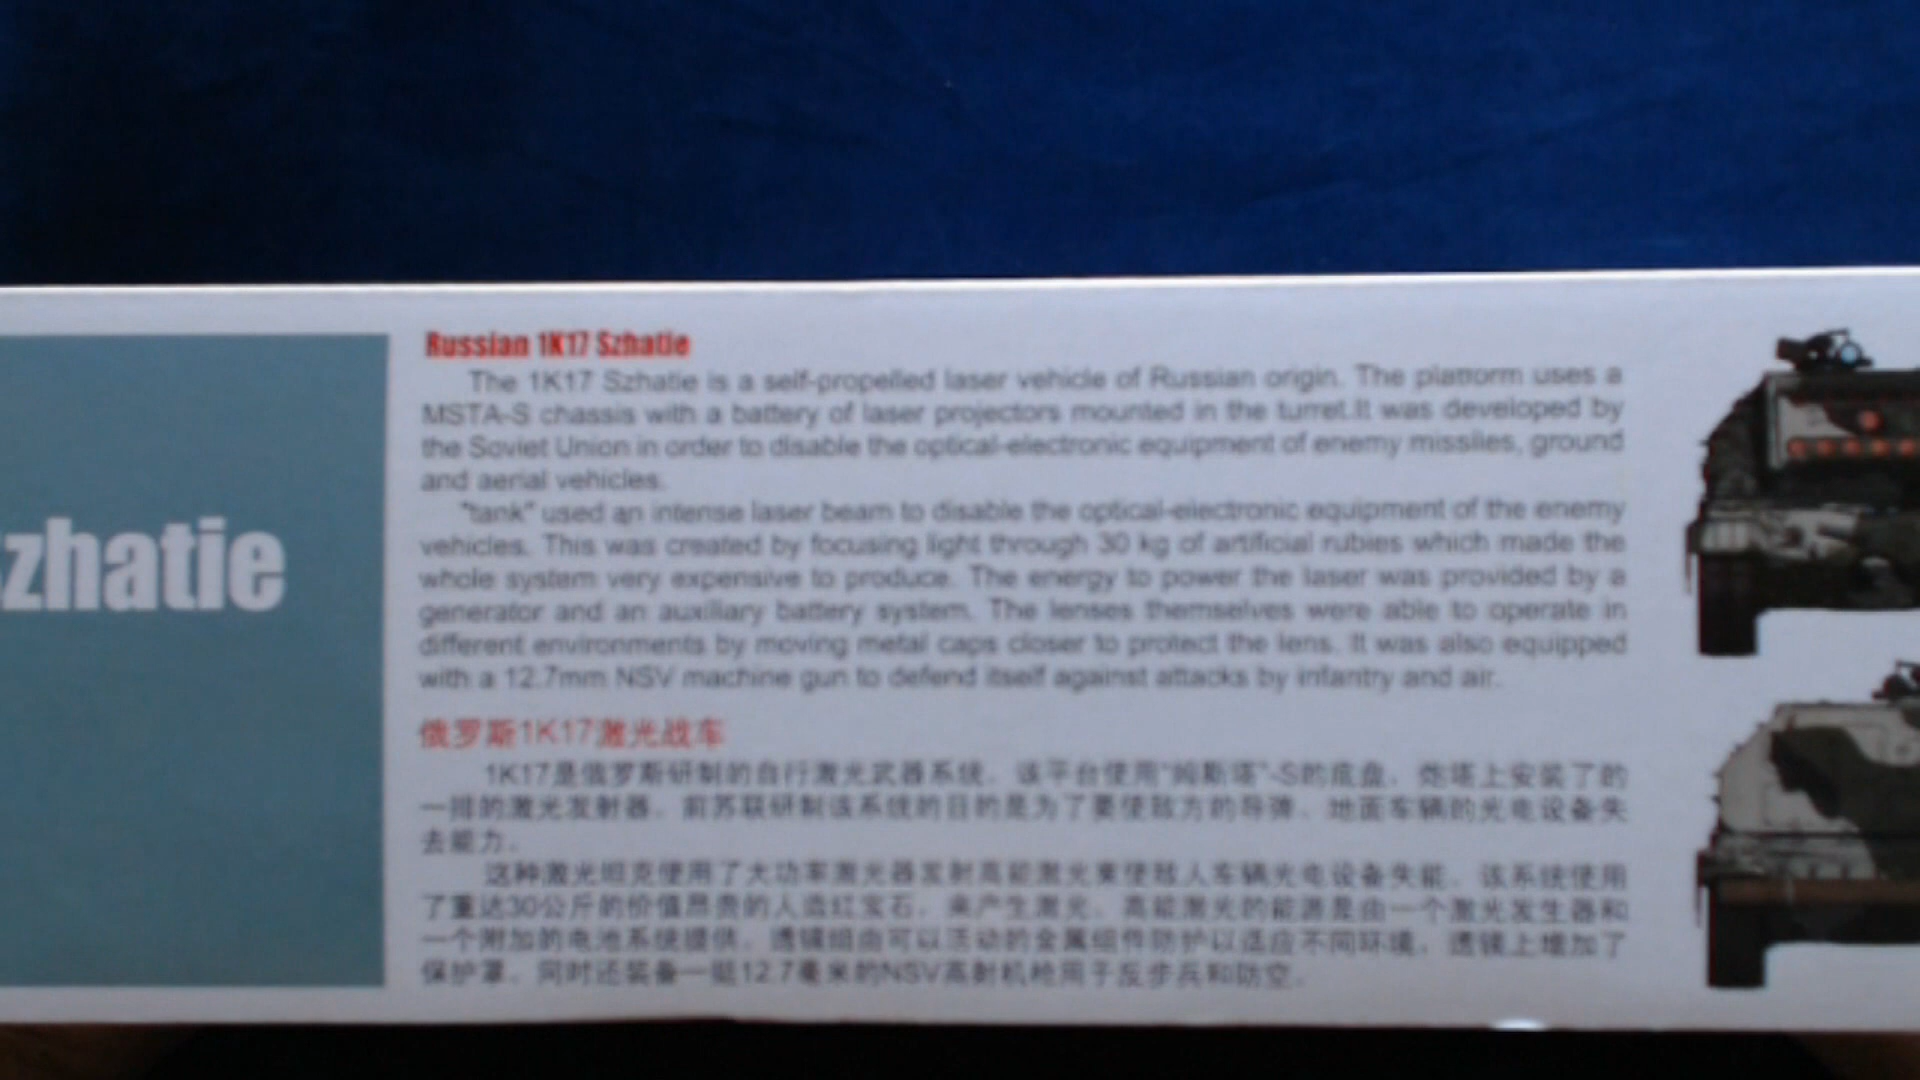 zhatie
Russian 1K17 Szhatie
The 1K17 Szhatie is a self-propelled laser vehicle of Russian origin. The platform uses a
MSTA-S chassis with a battery of laser projectors mounted in the turret.It was developed by
the Soviet Union in order to disable the optical-electronic equipment of enemy missiles, ground
and aerial vehicles.
"tank" used an intense laser beam to disable the optical-electronic equipment of the enemy
vehicles. This was created by focusing light through 30 kg of artificial rubies which made the
whole system very expensive to produce. The energy to power the laser was provided by a
generator and an auxiliary battery system. The lenses themselves were able to operate in
different environments by moving metal caps closer to protect the lens. It was also equipped
with a 12.7mm NSV machine gun to defend itself against attacks by infantry and air.
俄罗斯1K17激光战车
1K17是俄罗斯研制的自行激光武器系统。该平台使用"姆斯塔"-S的底盘，炮塔上安装了的
一排的激光发射器。前苏联研制该系统的目的是为了要使敌方的导弹、地面车辆的光电设备失
去能力。
这种激光坦克使用了大功率激光器发射高能激光束使敌人车辆光电设备失能。该系统使用
了重达30公斤的价值昂贵的人造红宝石，来产生激光。高能激光的能源是由一个激光发生器和
一个附加的电池系统提供。透镜组由可以活动的金属组件防护以适应不同环境，透镜上增加了
保护罩。同时还装备一挺12.7毫米的NSV高射机枪用于反步兵和防空。